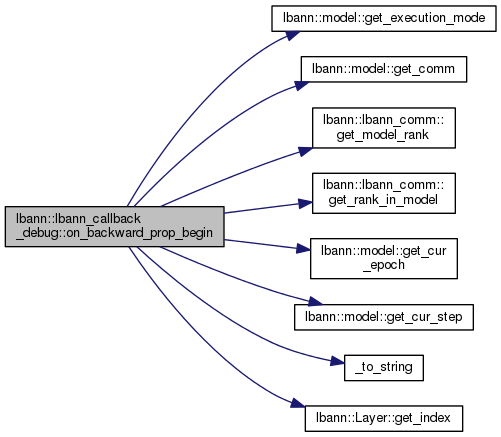 lbann::model::get_execution_mode
lbann::model::get_comm
lbann::lbann_comm::
get_model_rank
lbann::lbann_comm::
get_rank_in_model
lbann::lbann_callback
_debug::on_backward_prop_begin
lbann::model::get_cur
_epoch
lbann::model::get_cur_step
_to_string
lbann::Layer::get_index